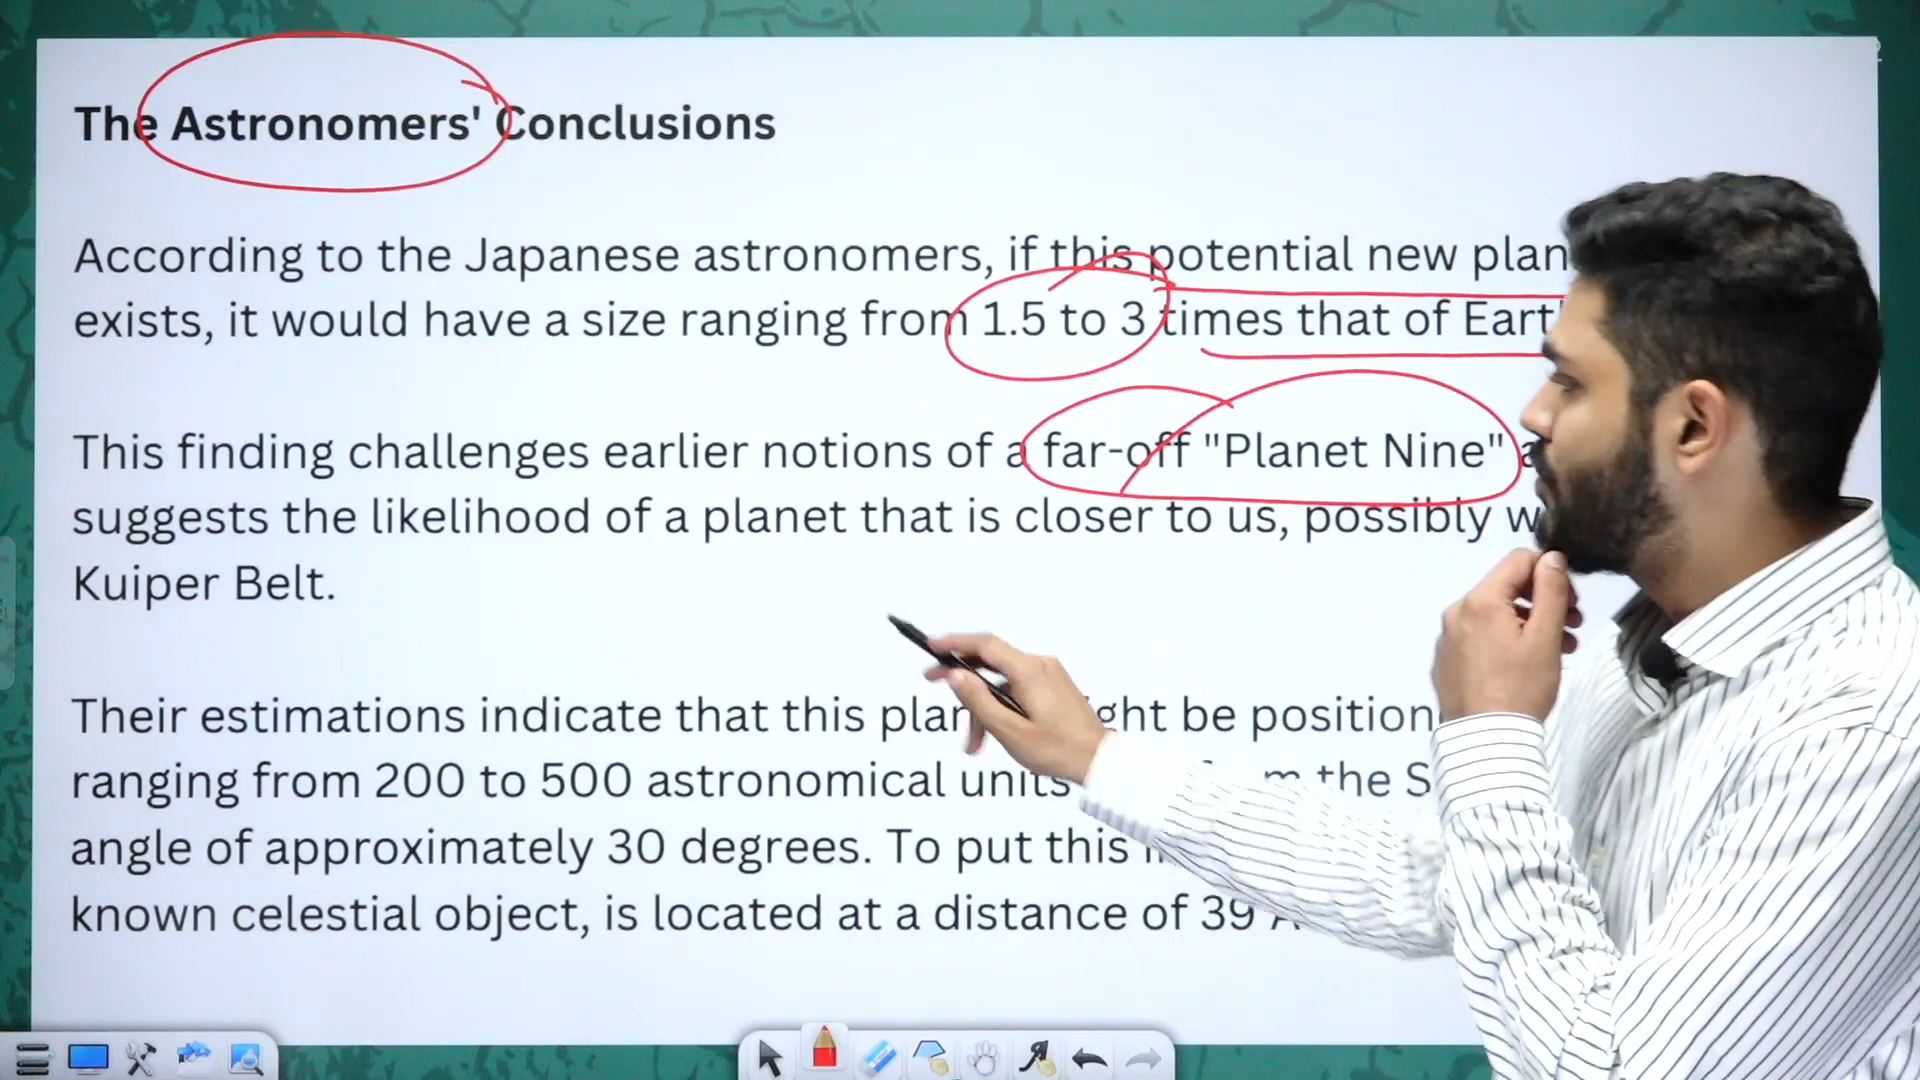 The Astronomers' Conclusions
According to the Japanese astronomers, if this potential new
exists, it would have a size ranging from 1.5 to 3 times that of
This finding challenges earlier notions of a far-off "Planet Nine"
suggests the likelihood of a planet that is closer to us, possibly
Kuiper Belt.
Their estimations indicate that this be
ranging from 200 to 500 astronomical units the
angle of approximately 30 degrees. To put this
known celestial object, is located at a distance of 39